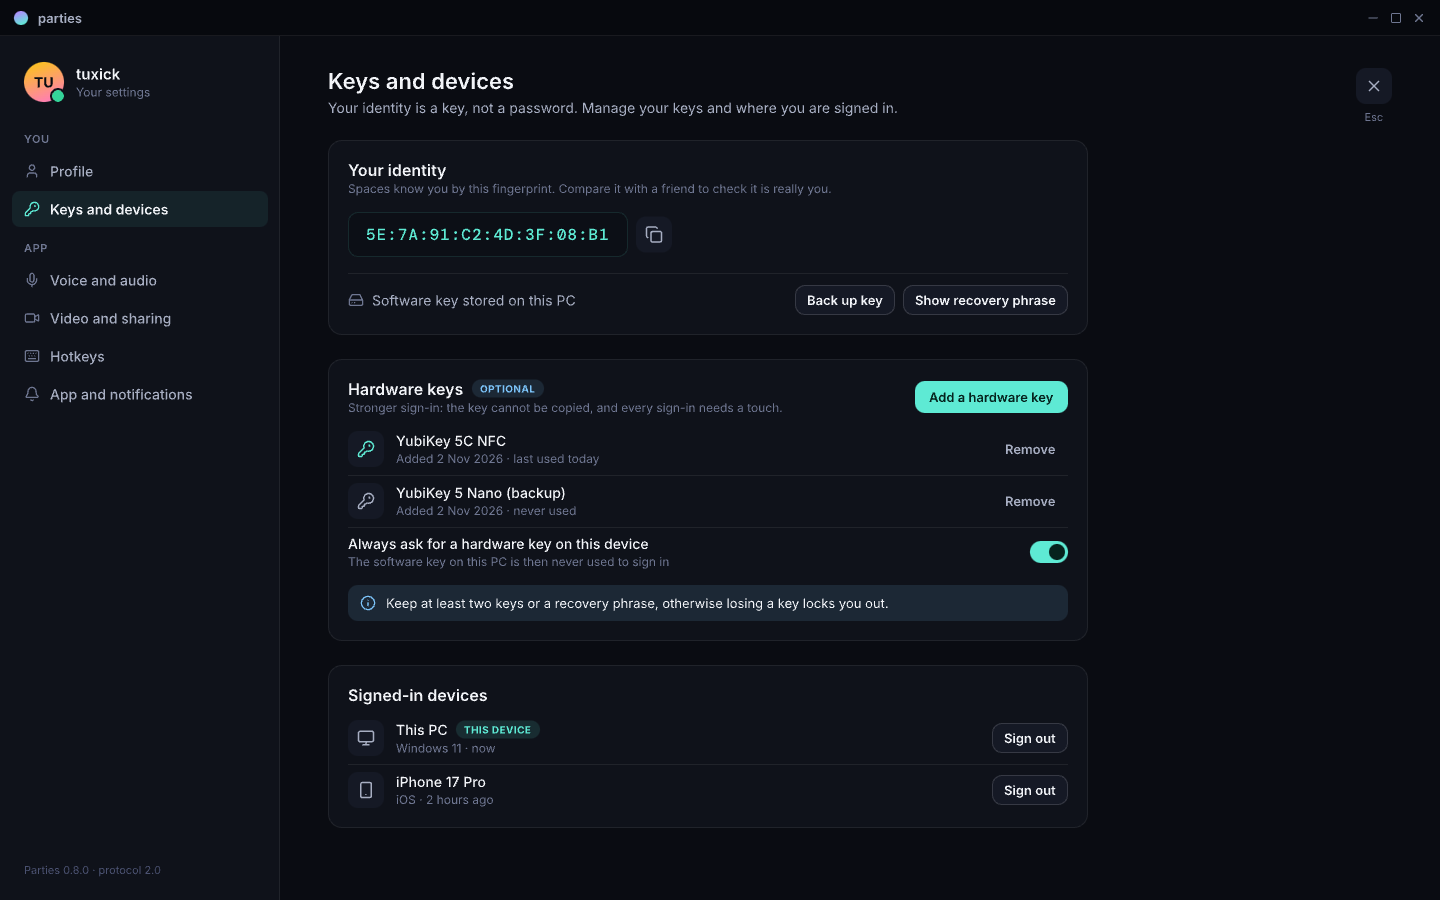 parties
TU
tuxick
Your settings
YOU
Profile
Keys and devices
APP
Voice and audio
Video and sharing
Hotkeys
App and notifications
Parties 0.8.0 · protocol 2.0
Keys and devices
Your identity is a key, not a password. Manage your keys and where you are signed in.
Esc
Your identity
Spaces know you by this fingerprint. Compare it with a friend to check it is really you.
5E:7A:91:C2:4D:3F:08:B1
Software key stored on this PC
Back up key
Show recovery phrase
Hardware keys OPTIONAL
Stronger sign-in: the key cannot be copied, and every sign-in needs a touch.
Add a hardware key
YubiKey 5C NFC
Added 2 Nov 2026 · last used today
Remove
YubiKey 5 Nano (backup)
Added 2 Nov 2026 · never used
Remove
Always ask for a hardware key on this device
The software key on this PC is then never used to sign in
Keep at least two keys or a recovery phrase, otherwise losing a key locks you out.
Signed-in devices
This PC THIS DEVICE
Windows 11 · now
Sign out
iPhone 17 Pro
iOS · 2 hours ago
Sign out